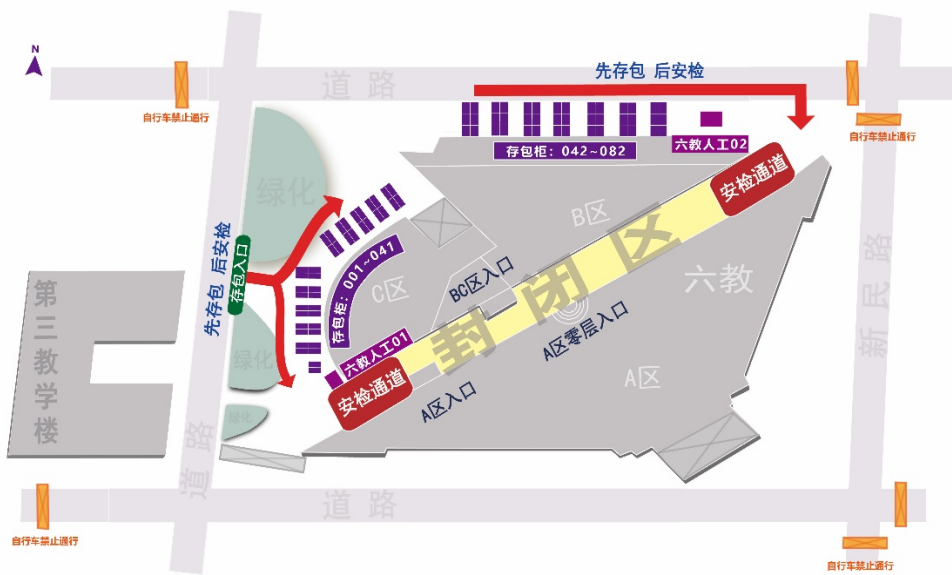 N
道路
先存包 后安检
自行车禁止通行
自行车禁止通行
存包柜：042~082
六教人工02
安检通道
绿化
B区
先存包 后安检
存包入口
存包柜：001~041
C区
BC区入口
封闭区
六教
新民路
第三教学楼
绿化
六教人工01
A区零层入口
安检通道
A区入口
A区
绿化
道路
道路
自行车禁止通行
自行车禁止通行